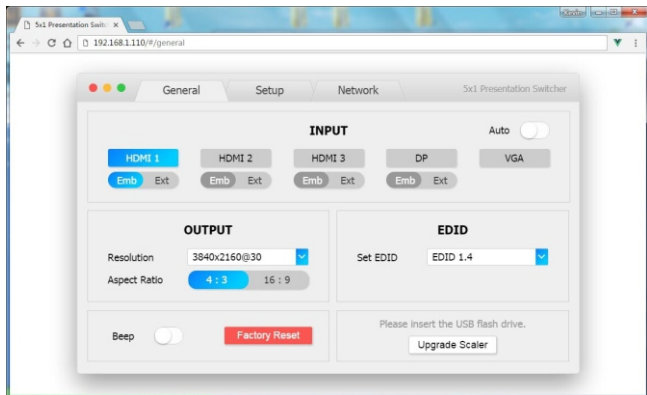 Kevin
5x1 Presentation Switc
192.168.1.110/#/general
General Setup Network 5x1 Presentation Switcher
INPUT Auto
HDMI 1 HDMI 2 HDMI 3 DP VGA
Emb Ext Emb Ext Emb Ext Emb Ext
OUTPUT
Resolution 3840x2160@30
Aspect Ratio 4 : 3 16 : 9
EDID
Set EDID EDID 1.4
Beep Factory Reset
Please insert the USB flash drive.
Upgrade Scaler